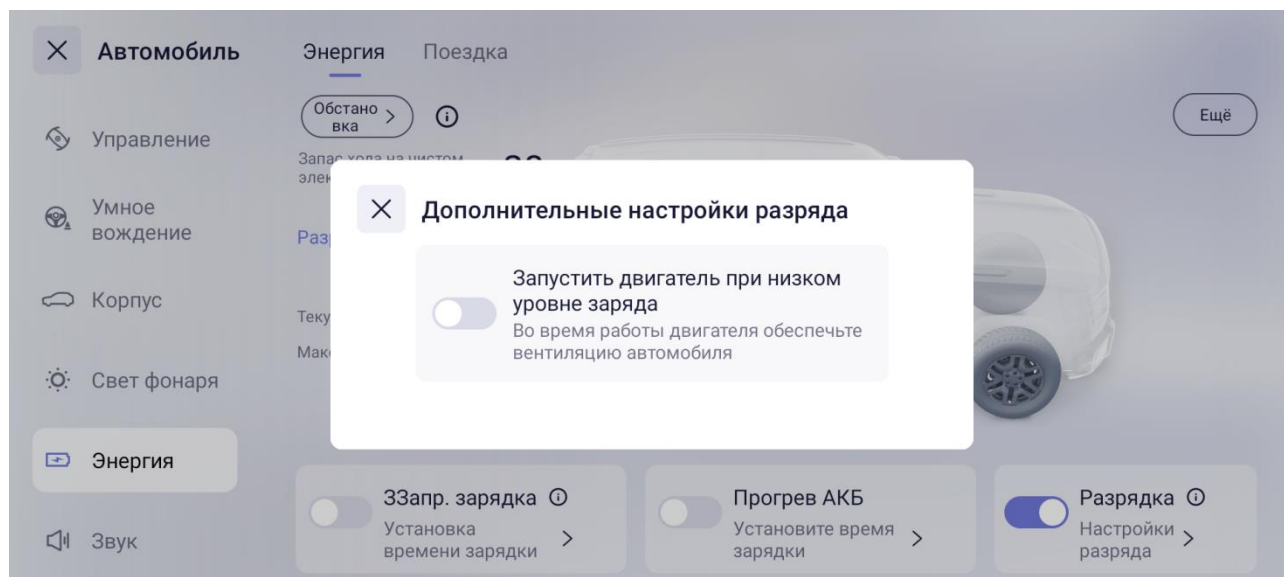 Автомобиль
Энергия Поездка
Обстано
вка
Ещё
Управление
Умное
вождение
Корпус
Свет фонаря
Энергия
Звук
Дополнительные настройки разряда
Запустить двигатель при низком
уровне заряда
Во время работы двигателя обеспечьте
вентиляцию автомобиля
ЗЗапр. зарядка
Установка
времени зарядки
Прогрев АКБ
Установите время
зарядки
Разрядка
Настройки
разряда